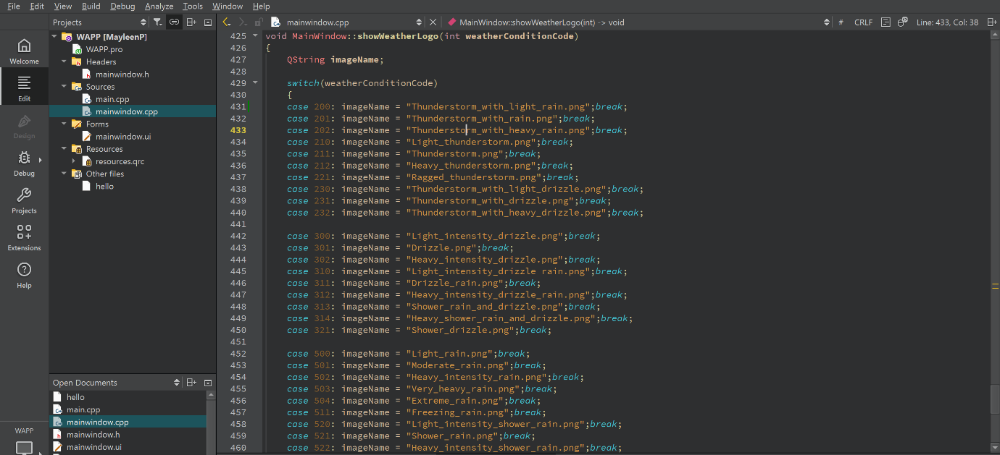 File Edit View Build Debug Analyze Tools Window Help
Projects
mainwindow.cpp
MainWindow::showWeatherLogo(int) -> void
# CRLF Line: 433, Col: 38
Welcome
Edit
Design
Debug
Projects
Extensions
Help
WAPP
WAPP [MayleenP]
WAPP.pro
Headers
mainwindow.h
Sources
main.cpp
mainwindow.cpp
Forms
mainwindow.ui
Resources
resources.qrc
Other files
hello
Open Documents
hello
main.cpp
mainwindow.cpp
mainwindow.h
mainwindow.ui
425 void MainWindow::showWeatherLogo(int weatherConditionCode)
426 {
427 QString imageName;
428
429 switch(weatherConditionCode)
430 {
431 case 200: imageName = "Thunderstorm_with_light_rain.png";break;
432 case 201: imageName = "Thunderstorm_with_rain.png";break;
433 case 202: imageName = "Thunderstorm_with_heavy_rain.png";break;
434 case 210: imageName = "Light_thunderstorm.png";break;
435 case 211: imageName = "Thunderstorm.png";break;
436 case 212: imageName = "Heavy_thunderstorm.png";break;
437 case 221: imageName = "Ragged_thunderstorm.png";break;
438 case 230: imageName = "Thunderstorm_with_light_drizzle.png";break;
439 case 231: imageName = "Thunderstorm_with_drizzle.png";break;
440 case 232: imageName = "Thunderstorm_with_heavy_drizzle.png";break;
441
442 case 300: imageName = "Light_intensity_drizzle.png";break;
443 case 301: imageName = "Drizzle.png";break;
444 case 302: imageName = "Heavy_intensity_drizzle.png";break;
445 case 310: imageName = "Light_intensity_drizzle rain.png";break;
446 case 311: imageName = "Drizzle_rain.png";break;
447 case 312: imageName = "Heavy_intensity_drizzle_rain.png";break;
448 case 313: imageName = "Shower_rain_and_drizzle.png";break;
449 case 314: imageName = "Heavy_shower_rain_and_drizzle.png";break;
450 case 321: imageName = "Shower_drizzle.png";break;
451
452 case 500: imageName = "Light_rain.png";break;
453 case 501: imageName = "Moderate_rain.png";break;
454 case 502: imageName = "Heavy_intensity_rain.png";break;
455 case 503: imageName = "Very_heavy_rain.png";break;
456 case 504: imageName = "Extreme_rain.png";break;
457 case 511: imageName = "Freezing_rain.png";break;
458 case 520: imageName = "Light_intensity_shower_rain.png";break;
459 case 521: imageName = "Shower_rain.png";break;
460 case 522: imageName = "Heavy_intensity_shower_rain.png";break;